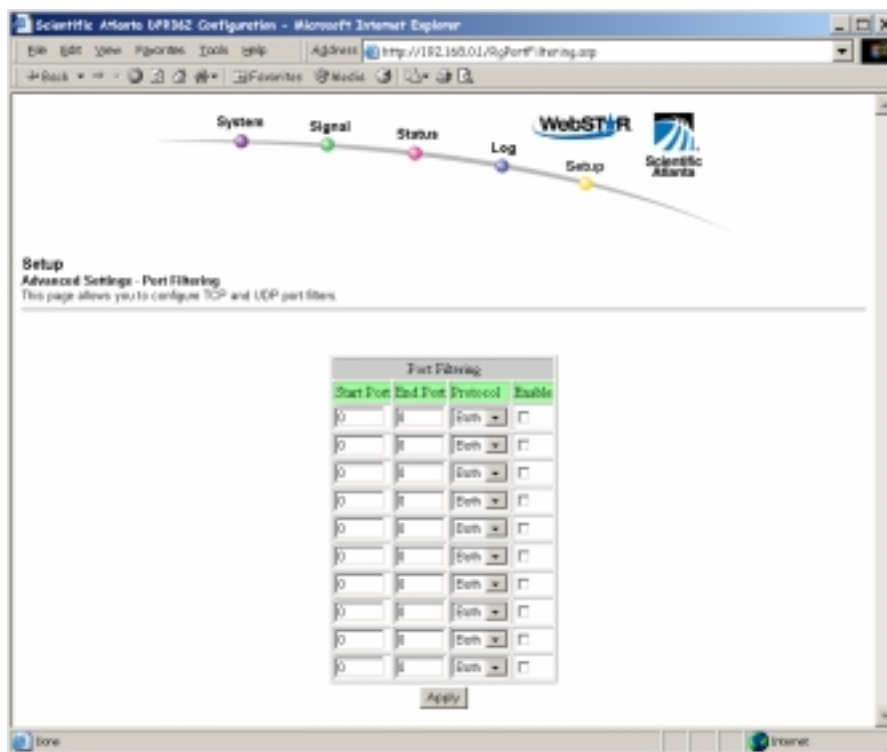 Scientific Atlanta UPR362 Configuration - Microsoft Internet Explorer
File Edit View Favorites Tools Help Address http://192.168.0.1/RgPortFiltering.asp
Back Favorites Media
System
Signal
Status
Log
Setup
WebSTAR
Scientific
Atlanta
Setup
Advanced Settings - Port Filtering
This page allows you to configure TCP and UDP port filters.
Port Filtering
Start Port End Port Protocol Enable
0 0 Both
0 0 Both
0 0 Both
0 0 Both
0 0 Both
0 0 Both
0 0 Both
0 0 Both
0 0 Both
0 0 Both
Apply
Done Internet